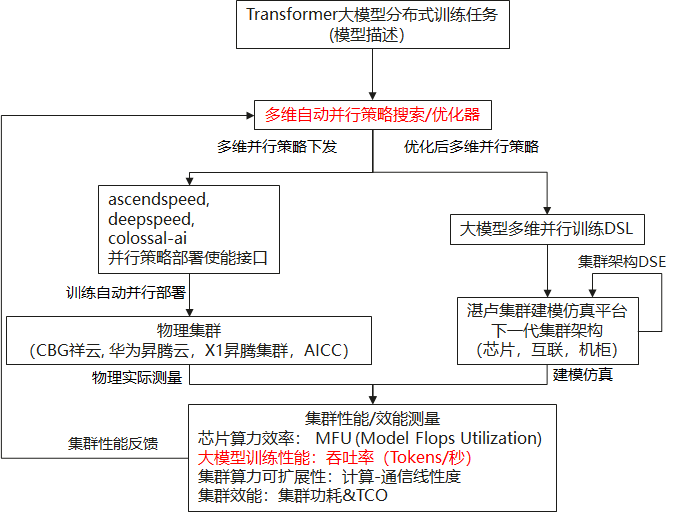 Transformer大模型分布式训练任务
(模型描述)
多维自动并行策略搜索/优化器
多维并行策略下发
优化后多维并行策略
ascendspeed,
deepspeed,
colossal-ai
并行策略部署使能接口
大模型多维并行训练DSL
集群架构DSE
训练自动并行部署
物理集群
(CBG祥云, 华为昇腾云，X1昇腾集群，AICC）
湛卢集群建模仿真平台
下一代集群架构
(芯片，互联，机柜）
物理实际测量
建模仿真
集群性能/效能测量
芯片算力效率： MFU (Model Flops Utilization)
大模型训练性能：吞吐率（Tokens/秒）
集群算力可扩展性：计算-通信线性度
集群效能：集群功耗&TCO
集群性能反馈